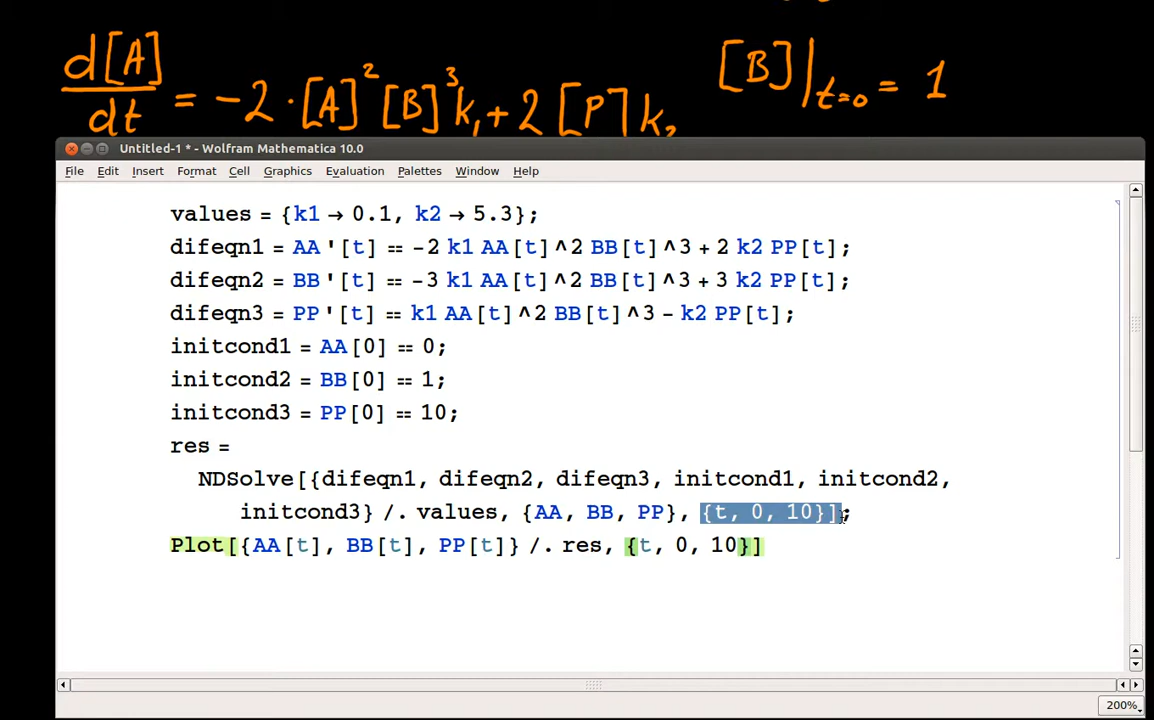 d[A]/dt = -2 · [A]² [B]³ k₁ + 2 [P] k₂
[B]|t=0 = 1
Untitled-1 * - Wolfram Mathematica 10.0
File Edit Insert Format Cell Graphics Evaluation Palettes Window Help
values = {k1 → 0.1, k2 → 5.3};
difeqn1 = AA '[t] == -2 k1 AA[t]^2 BB[t]^3 + 2 k2 PP[t];
difeqn2 = BB '[t] == -3 k1 AA[t]^2 BB[t]^3 + 3 k2 PP[t];
difeqn3 = PP '[t] == k1 AA[t]^2 BB[t]^3 - k2 PP[t];
initcond1 = AA[0] == 0;
initcond2 = BB[0] == 1;
initcond3 = PP[0] == 10;
res =
NDSolve[{difeqn1, difeqn2, difeqn3, initcond1, initcond2,
initcond3} /. values, {AA, BB, PP}, {t, 0, 10}];
Plot[{AA[t], BB[t], PP[t]} /. res, {t, 0, 10}]
200%